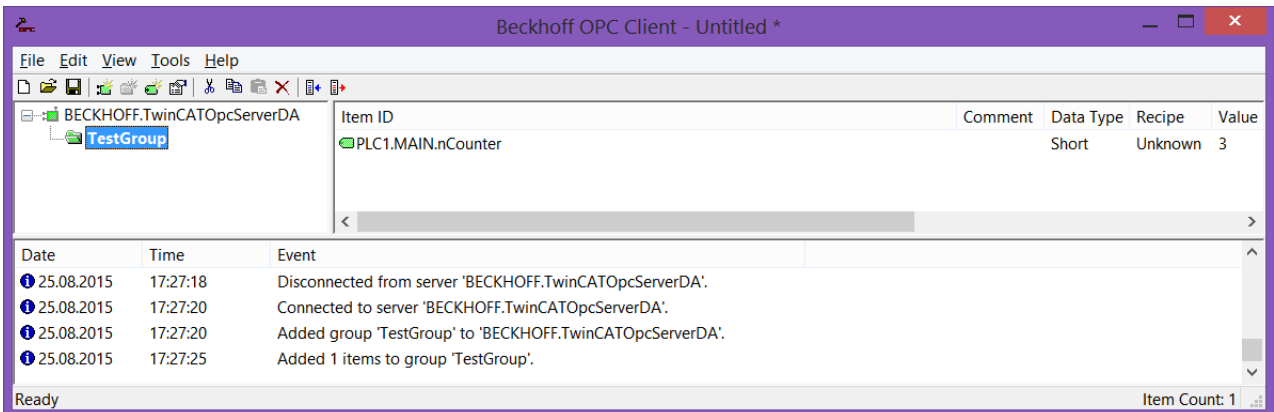 Beckhoff OPC Client - Untitled *
File Edit View Tools Help
BECKHOFF.TwinCATOpcServerDA
TestGroup
Item ID Comment Data Type Recipe Value
PLC1.MAIN.nCounter Short Unknown 3
Date Time Event
25.08.2015 17:27:18 Disconnected from server 'BECKHOFF.TwinCATOpcServerDA'.
25.08.2015 17:27:20 Connected to server 'BECKHOFF.TwinCATOpcServerDA'.
25.08.2015 17:27:20 Added group 'TestGroup' to 'BECKHOFF.TwinCATOpcServerDA'.
25.08.2015 17:27:25 Added 1 items to group 'TestGroup'.
Ready Item Count: 1